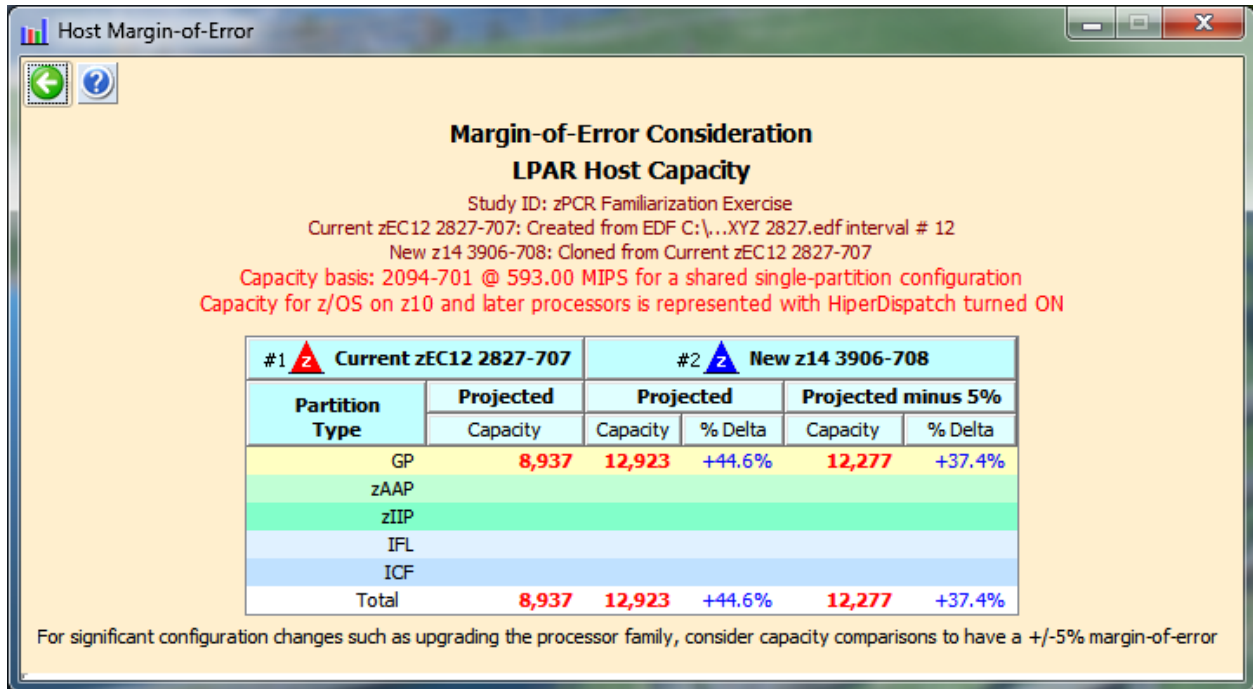 Host Margin-of-Error
Margin-of-Error Consideration
LPAR Host Capacity
Study ID: zPCR Familiarization Exercise
Current zEC12 2827-707: Created from EDF C:\...XYZ 2827.edf interval # 12
New z14 3906-708: Cloned from Current zEC12 2827-707
Capacity basis: 2094-701 @ 593.00 MIPS for a shared single-partition configuration
Capacity for z/OS on z10 and later processors is represented with HiperDispatch turned ON
#1 z Current zEC12 2827-707 #2 z New z14 3906-708
Partition Type Projected Projected Projected minus 5%
Capacity Capacity % Delta Capacity % Delta
GP 8,937 12,923 +44.6% 12,277 +37.4%
zAAP
zIIP
IFL
ICF
Total 8,937 12,923 +44.6% 12,277 +37.4%
For significant configuration changes such as upgrading the processor family, consider capacity comparisons to have a +/-5% margin-of-error